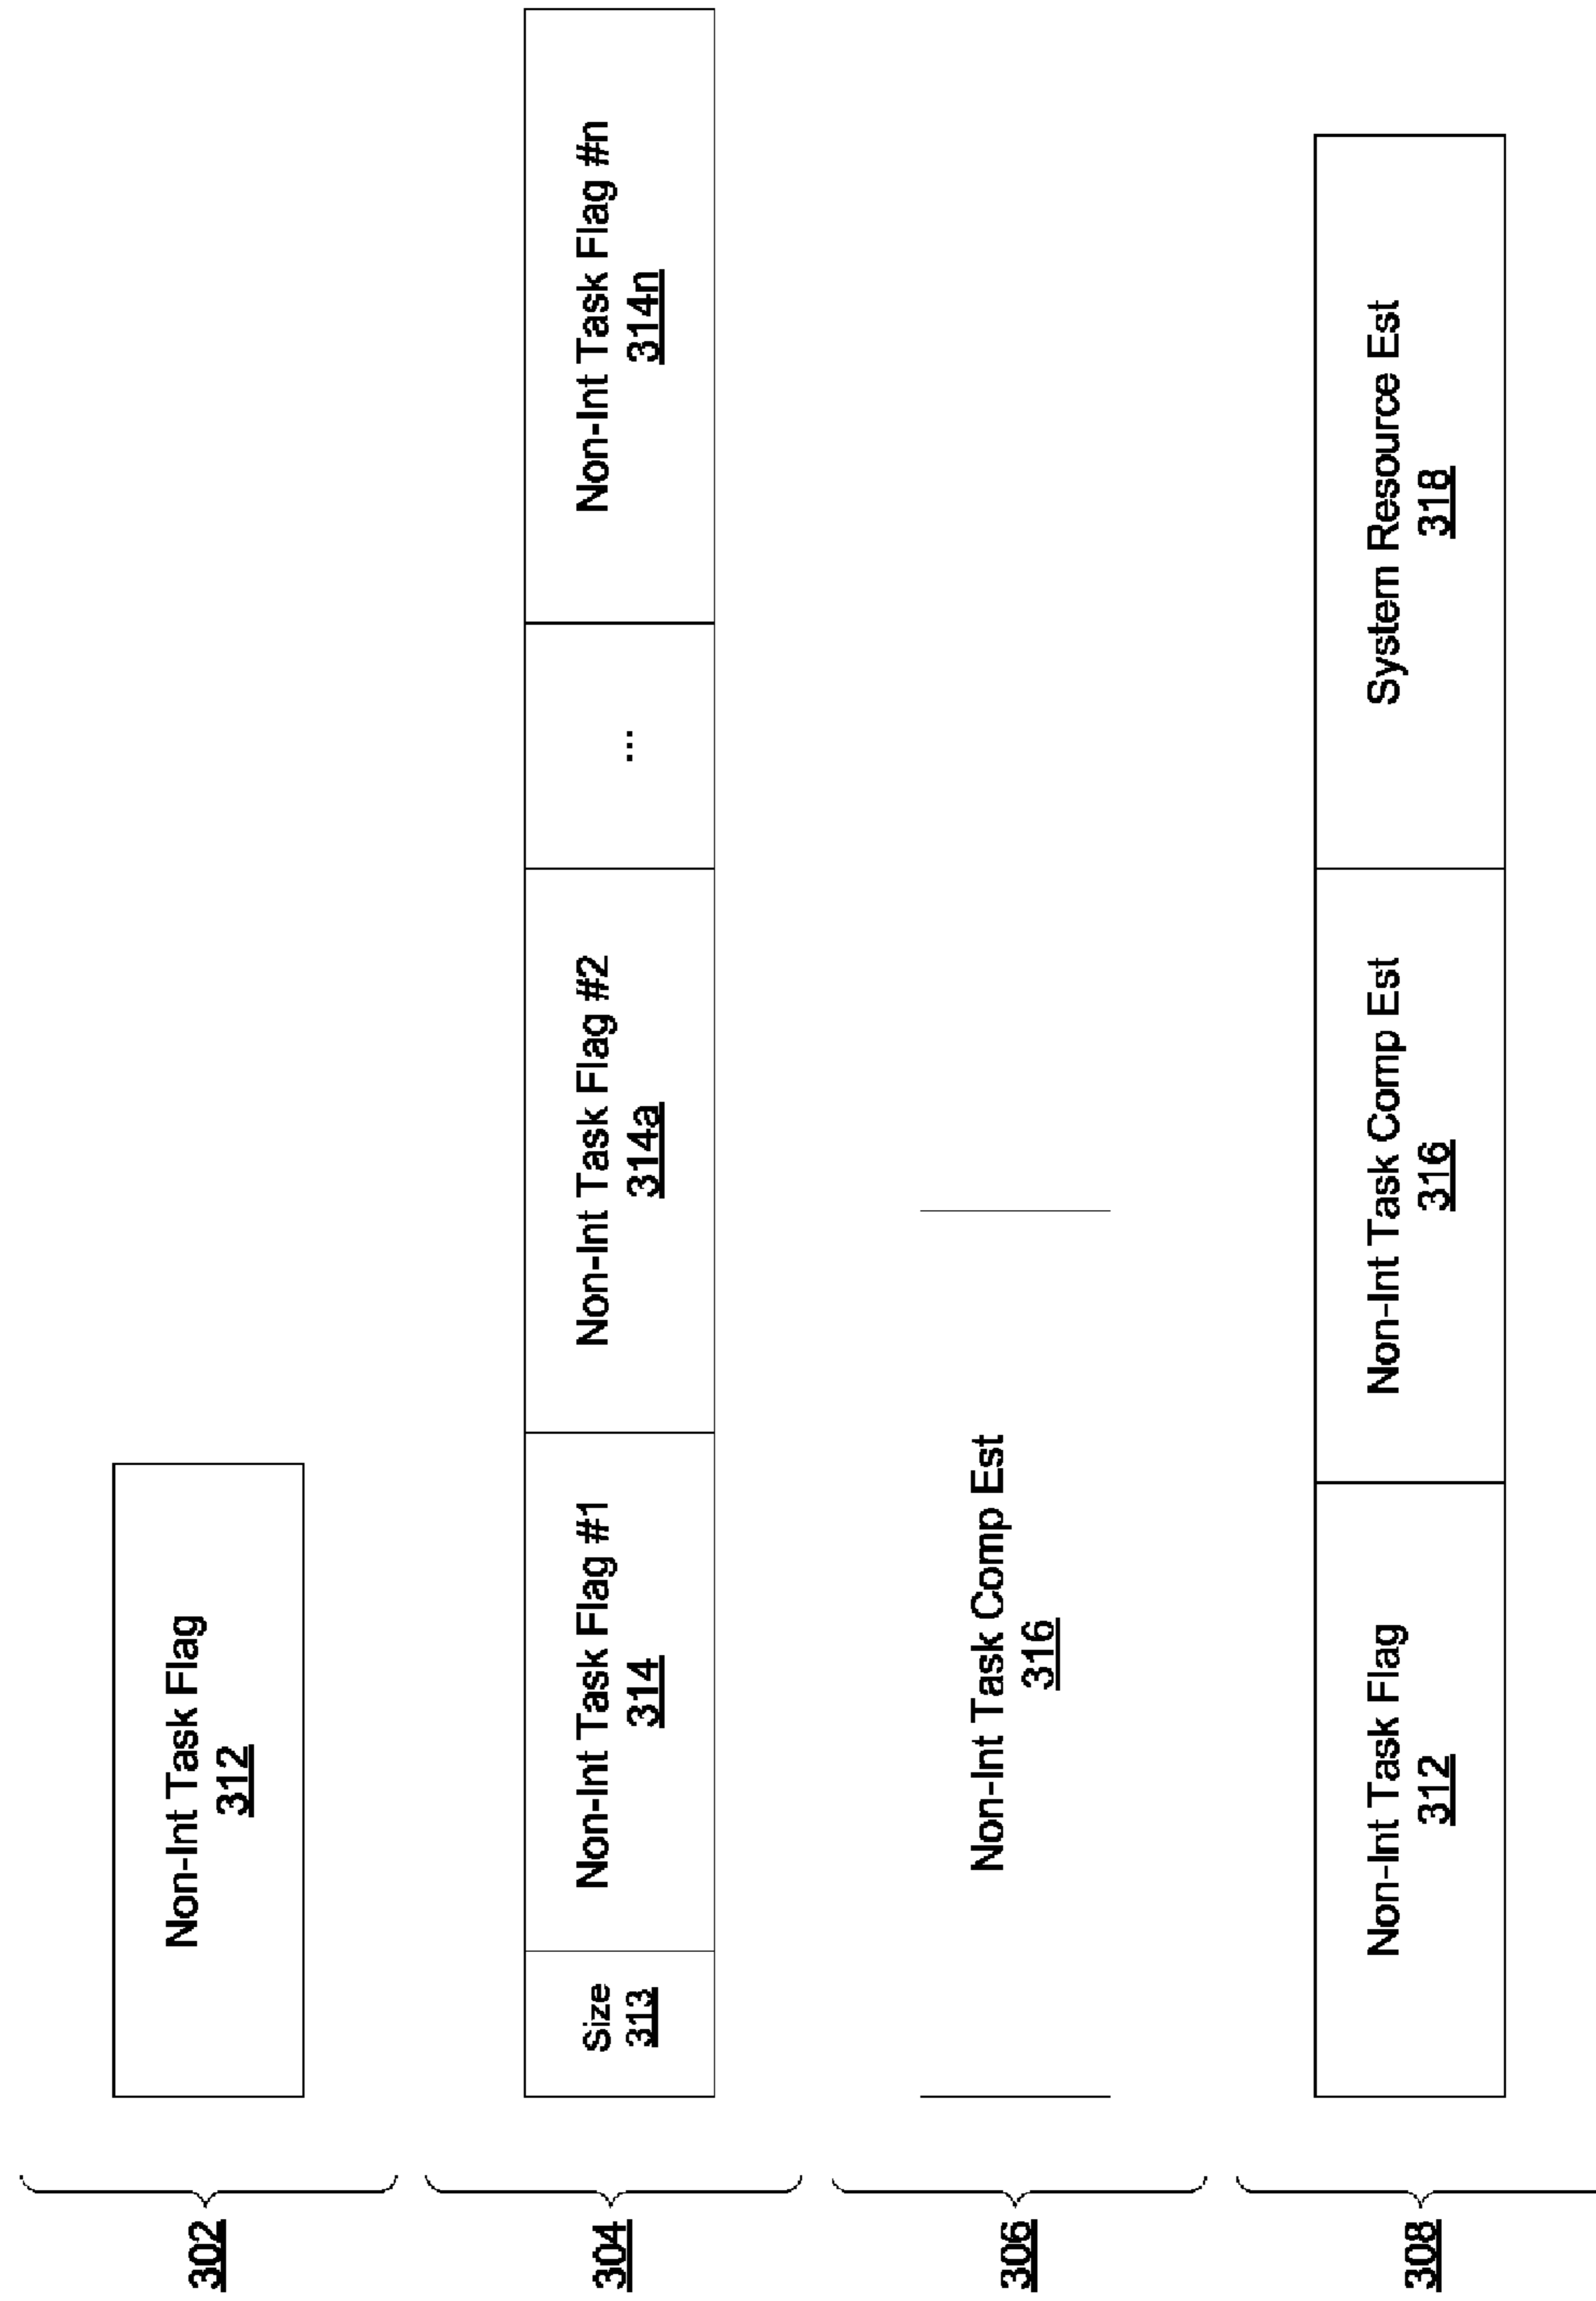 302
Non-Int Task Flag
312
304
Size
313
Non-Int Task Flag #1
314
Non-Int Task Flag #2
314a
...
Non-Int Task Flag #n
314n
306
Non-Int Task Comp Est
316
308
Non-Int Task Flag
312
Non-Int Task Comp Est
316
System Resource Est
318